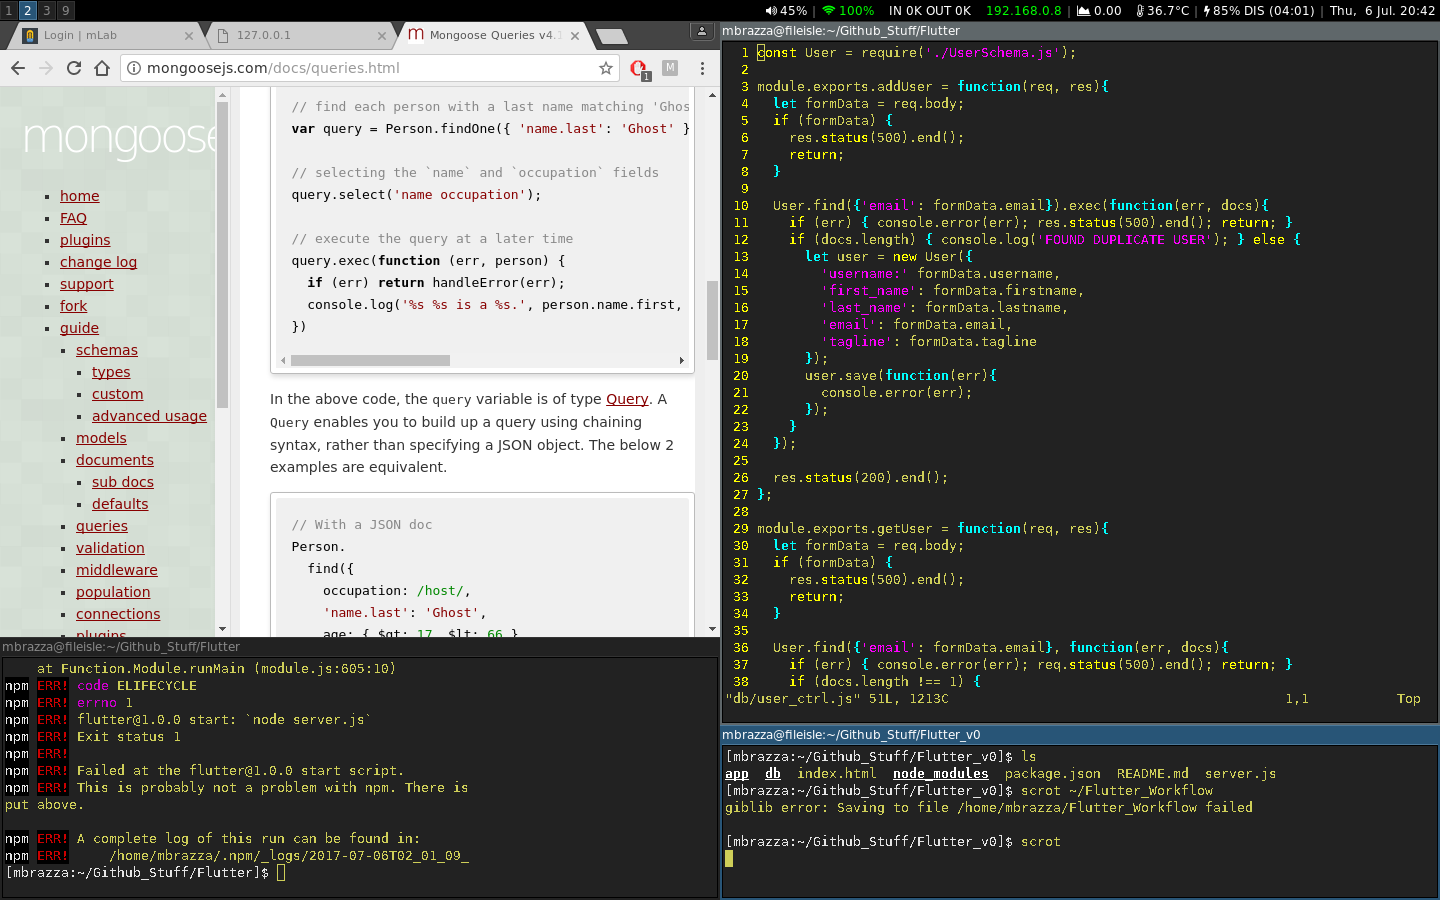 1 2 3 9
45% | 100% IN 0K OUT 0K 192.168.0.8 | 0.00 36.7°C | 85% DIS (04:01) | Thu, 6 Jul. 20:42
Login | mLab
127.0.0.1
Mongoose Queries v4.1
mongoosejs.com/docs/queries.html
1
M
mongoose
home
FAQ
plugins
change log
support
fork
guide
schemas
types
custom
advanced usage
models
documents
sub docs
defaults
queries
validation
middleware
population
connections
plugins
// find each person with a last name matching 'Ghos
var query = Person.findOne({ 'name.last': 'Ghost' }
// selecting the `name` and `occupation` fields
query.select('name occupation');
// execute the query at a later time
query.exec(function (err, person) {
if (err) return handleError(err);
console.log('%s %s is a %s.', person.name.first,
})
In the above code, the query variable is of type Query. A
Query enables you to build up a query using chaining
syntax, rather than specifying a JSON object. The below 2
examples are equivalent.
// With a JSON doc
Person.
find({
occupation: /host/,
'name.last': 'Ghost',
age: { $gt: 17, $lt: 66 }
mbrazza@fileisle:~/Github_Stuff/Flutter
1 const User = require('./UserSchema.js');
2
3 module.exports.addUser = function(req, res){
4 let formData = req.body;
5 if (formData) {
6 res.status(500).end();
7 return;
8 }
9
10 User.find({'email': formData.email}).exec(function(err, docs){
11 if (err) { console.error(err); res.status(500).end(); return; }
12 if (docs.length) { console.log('FOUND DUPLICATE USER'); } else {
13 let user = new User({
14 'username:' formData.username,
15 'first_name': formData.firstname,
16 'last_name': formData.lastname,
17 'email': formData.email,
18 'tagline': formData.tagline
19 });
20 user.save(function(err){
21 console.error(err);
22 });
23 }
24 });
25
26 res.status(200).end();
27 };
28
29 module.exports.getUser = function(req, res){
30 let formData = req.body;
31 if (formData) {
32 res.status(500).end();
33 return;
34 }
35
36 User.find({'email': formData.email}, function(err, docs){
37 if (err) { console.error(err); req.status(500).end(); return; }
38 if (docs.length !== 1) {
"db/user_ctrl.js" 51L, 1213C 1,1 Top
mbrazza@fileisle:~/Github_Stuff/Flutter
at Function.Module.runMain (module.js:605:10)
npm ERR! code ELIFECYCLE
npm ERR! errno 1
npm ERR! flutter@1.0.0 start: `node server.js`
npm ERR! Exit status 1
npm ERR!
npm ERR! Failed at the flutter@1.0.0 start script.
npm ERR! This is probably not a problem with npm. There is
put above.
npm ERR! A complete log of this run can be found in:
npm ERR! /home/mbrazza/.npm/_logs/2017-07-06T02_01_09_
[mbrazza:~/Github_Stuff/Flutter]$
mbrazza@fileisle:~/Github_Stuff/Flutter_v0
[mbrazza:~/Github_Stuff/Flutter_v0]$ ls
app db index.html node_modules package.json README.md server.js
[mbrazza:~/Github_Stuff/Flutter_v0]$ scrot ~/Flutter_Workflow
giblib error: Saving to file /home/mbrazza/Flutter_Workflow failed
[mbrazza:~/Github_Stuff/Flutter_v0]$ scrot